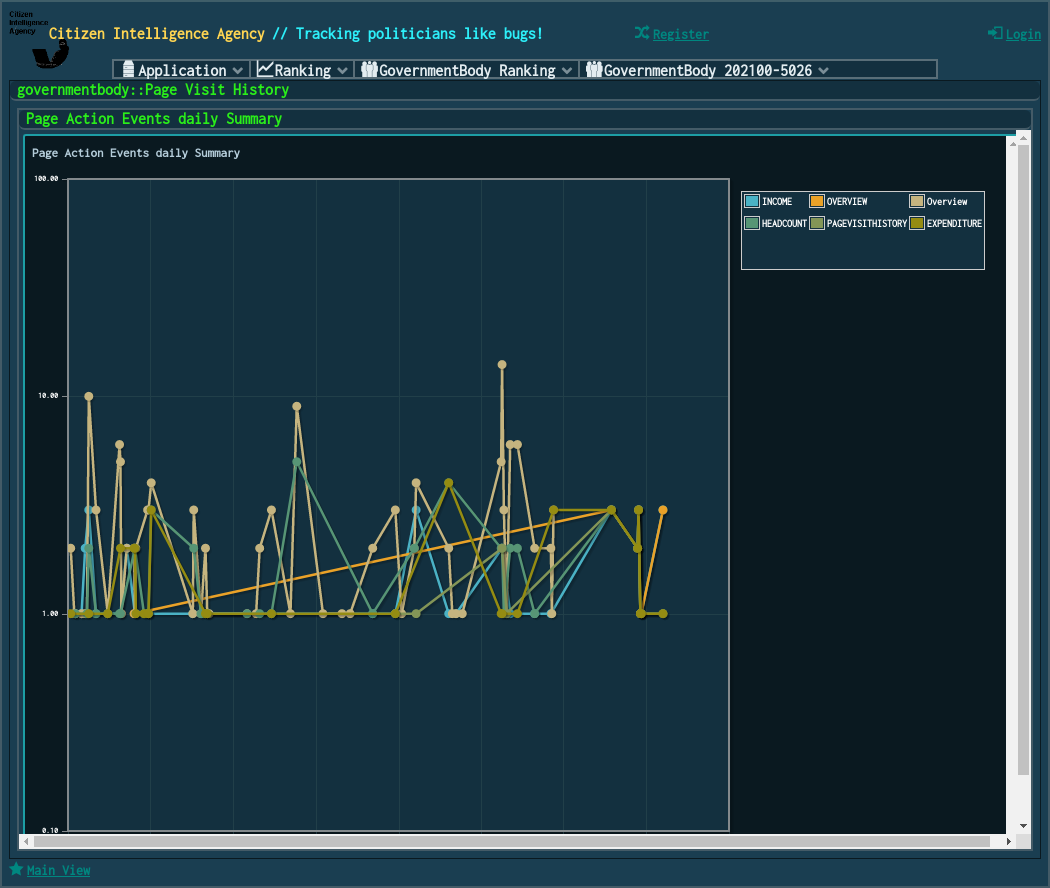 Citizen
Intelligence
Agency
Citizen Intelligence Agency // Tracking politicians like bugs!
Register
Login
Application
Ranking
GovernmentBody Ranking
GovernmentBody 202100-5026
governmentbody::Page Visit History
Page Action Events daily Summary
Page Action Events daily Summary
100.00
10.00
1.00
0.10
INCOME OVERVIEW Overview
HEADCOUNT PAGEVISITHISTORY EXPENDITURE
Main View